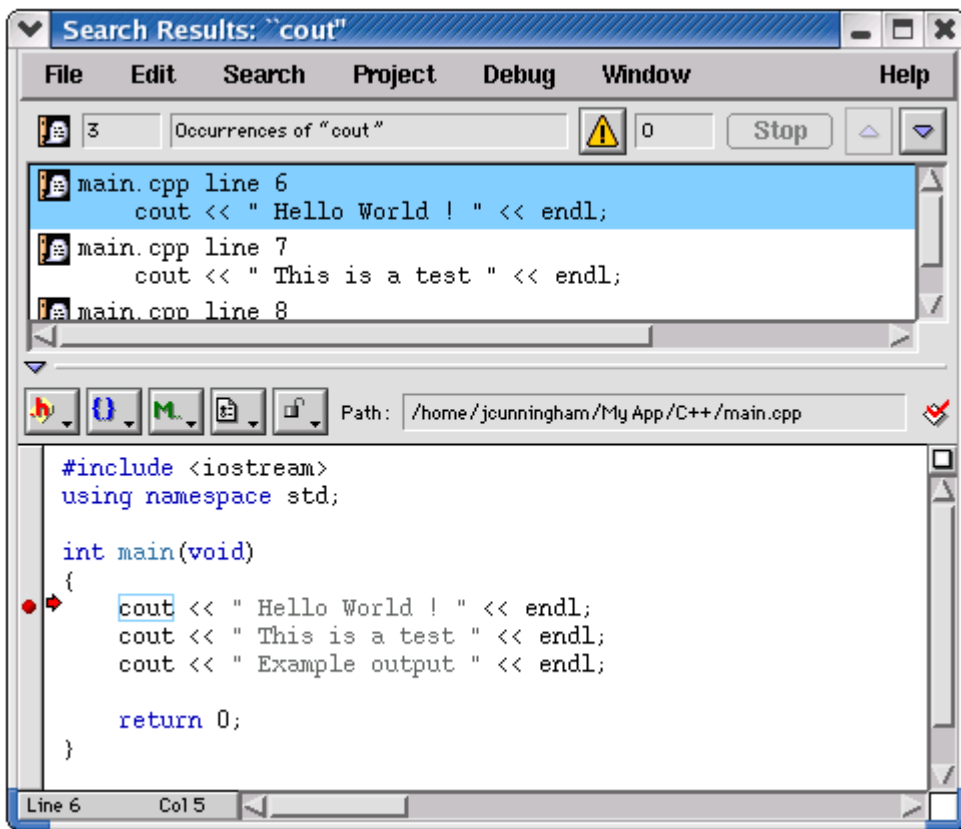 Search Results: ``cout"
File Edit Search Project Debug Window Help
3 Occurrences of "cout" 0 Stop
main.cpp line 6
cout << " Hello World ! " << endl;
main.cpp line 7
cout << " This is a test " << endl;
main.cpp line 8
.h {} M.. Path: /home/jcunningham/My App/C++/main.cpp
#include <iostream>
using namespace std;
int main(void)
{
cout << " Hello World ! " << endl;
cout << " This is a test " << endl;
cout << " Example output " << endl;
return 0;
}
Line 6 Col 5